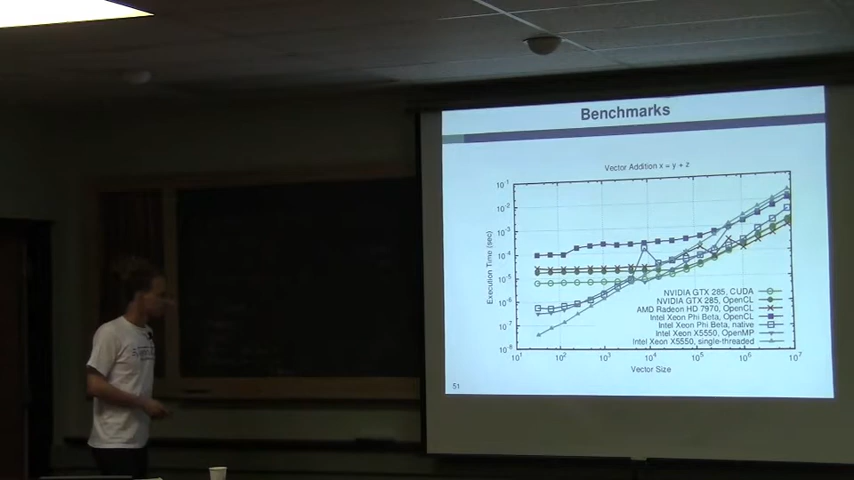 Benchmarks
Vector Addition x = y + z
10^-1
10^-2
10^-3
10^-4
10^-5
10^-6
10^-7
10^-8
Execution Time (sec)
NVIDIA GTX 285, CUDA
NVIDIA GTX 285, OpenCL
AMD Radeon HD 7970, OpenCL
Intel Xeon Phi Beta, OpenCL
Intel Xeon Phi Beta, native
Intel Xeon X5550, OpenMP
Intel Xeon X5550, single-threaded
10^1 10^2 10^3 10^4 10^5 10^6 10^7
Vector Size
51